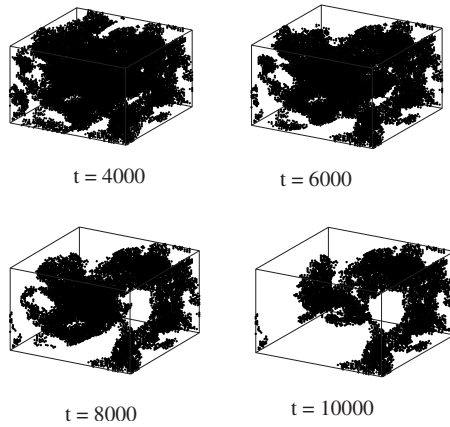 t = 4000
t = 6000
t = 8000
t = 10000